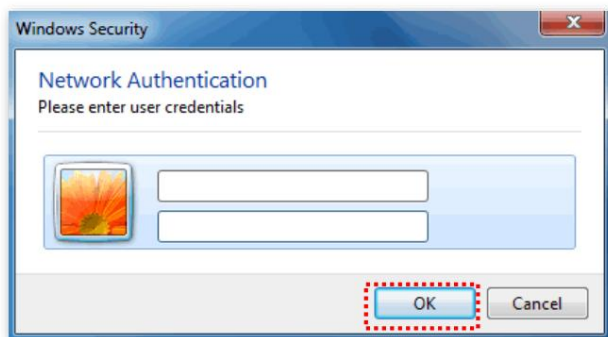 Windows Security
Network Authentication
Please enter user credentials
OK Cancel